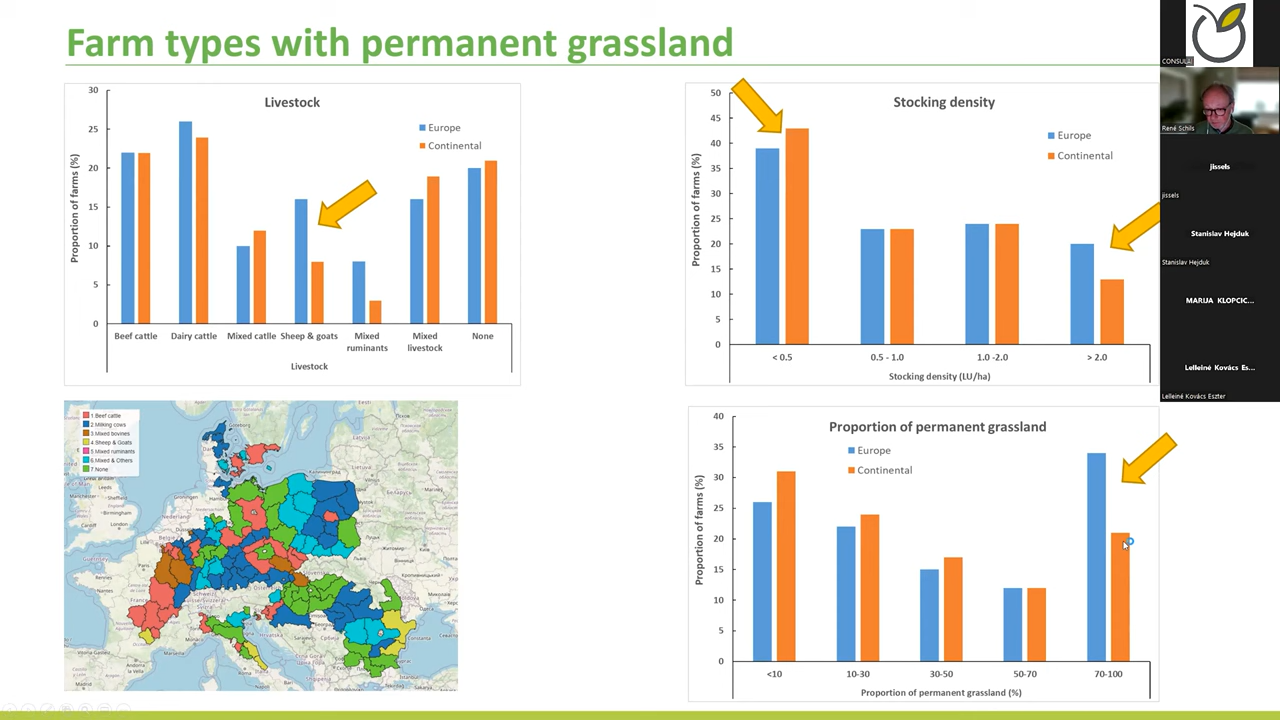 Farm types with permanent grassland
Livestock
Europe
Continental
Proportion of farms (%)
30
25
20
15
10
5
0
Beef cattle
Dairy cattle
Mixed catlle
Sheep & goats
Mixed ruminants
Mixed livestock
None
Livestock
Stocking density
Europe
Continental
Proportion of farms (%)
50
45
40
35
30
25
20
15
10
5
0
< 0.5
0.5 - 1.0
1.0 -2.0
> 2.0
Stocking density (LU/ha)
1 Beef cattle
2 Milking cows
3 Mixed bovines
4 Sheep & Goats
5 Mixed ruminants
6 Mixed & Others
7 None
Proportion of permanent grassland
Europe
Continental
Proportion of farms (%)
40
35
30
25
20
15
10
5
0
<10
10-30
30-50
50-70
70-100
Proportion of permanent grassland (%)
CONSULAI
René Schils
jissels
jissels
Stanislav Hejduk
Stanislav Hejduk
MARIJA KLOPCIC...
Lelleiné Kovács Es...
Lelleiné Kovács Eszter